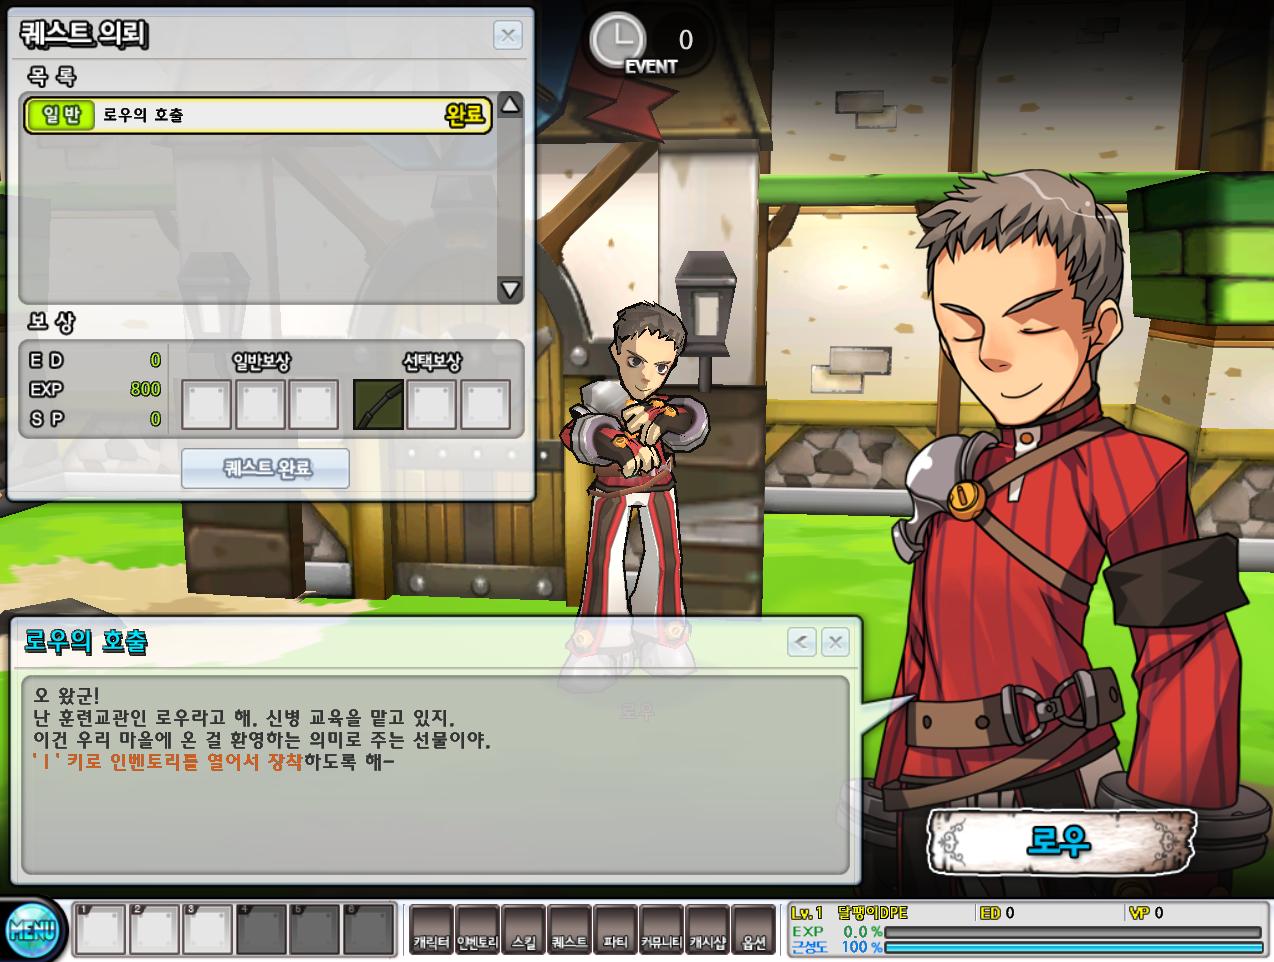 퀘스트 의뢰
목 록
일반 로우의 호출 완료
보 상
E D 0
EXP 800
S P 0
일반보상 선택보상
퀘스트 완료
0
EVENT
로우
로우의 호출
오 왔군!
난 훈련교관인 로우라고 해. 신병 교육을 맡고 있지.
이건 우리 마을에 온 걸 환영하는 의미로 주는 선물이야.
'I' 키로 인벤토리를 열어서 장착하도록 해~
로우
MENU
1 2 3 4 5 6
캐릭터 인벤토리 스킬 퀘스트 파티 커뮤니티 캐시샵 옵션
Lv.1 달팽이DPE ED 0 VP 0
EXP 0.0%
근성도 100%